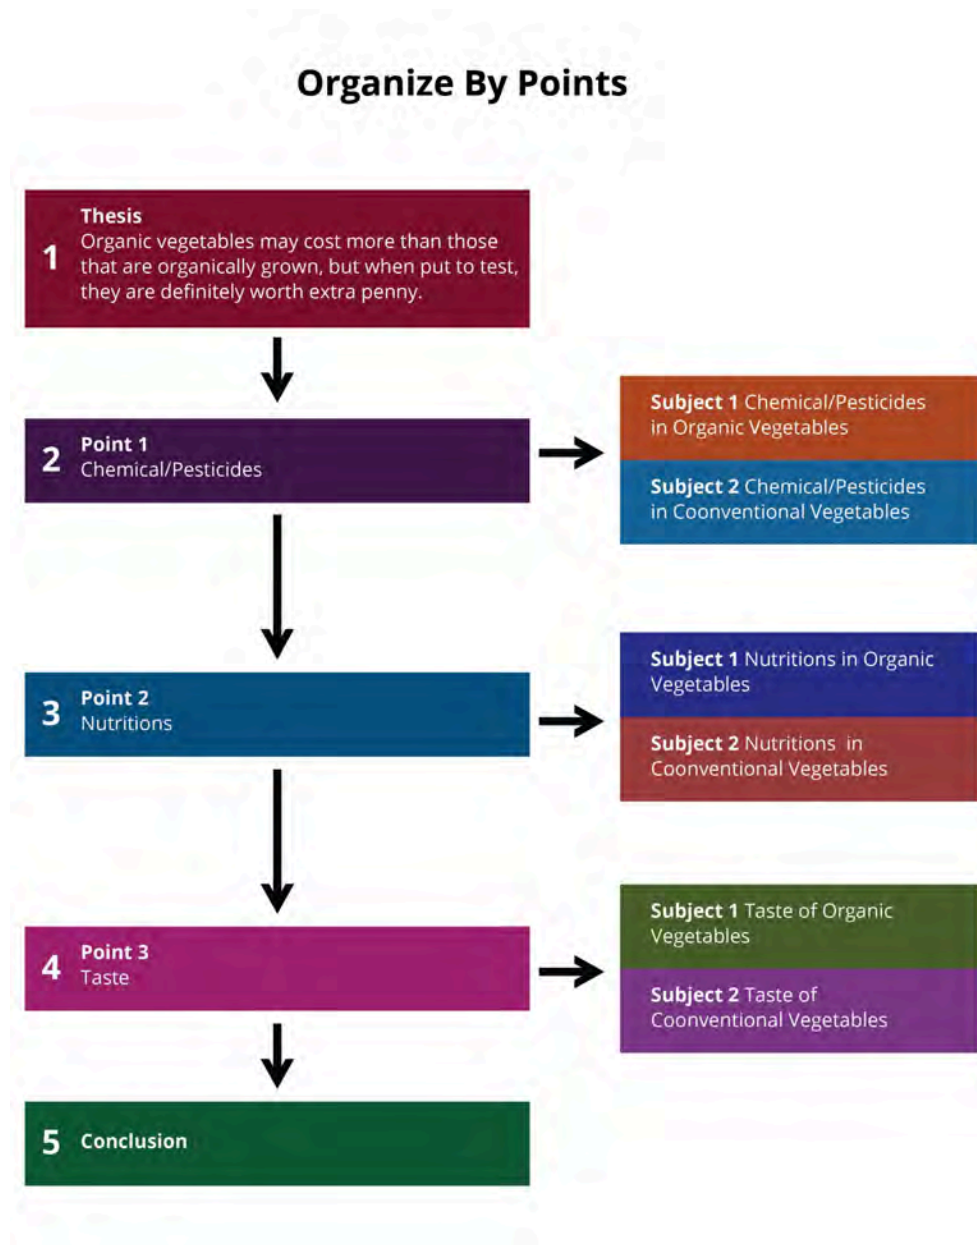 Organize By Points
1
Thesis
Organic vegetables may cost more than those
that are organically grown, but when put to test,
they are definitely worth extra penny.
2
Point 1
Chemical/Pesticides
Subject 1 Chemical/Pesticides
in Organic Vegetables
Subject 2 Chemical/Pesticides
in Coonventional Vegetables
3
Point 2
Nutritions
Subject 1 Nutritions in Organic
Vegetables
Subject 2 Nutritions in
Coonventional Vegetables
4
Point 3
Taste
Subject 1 Taste of Organic
Vegetables
Subject 2 Taste of
Coonventional Vegetables
5 Conclusion